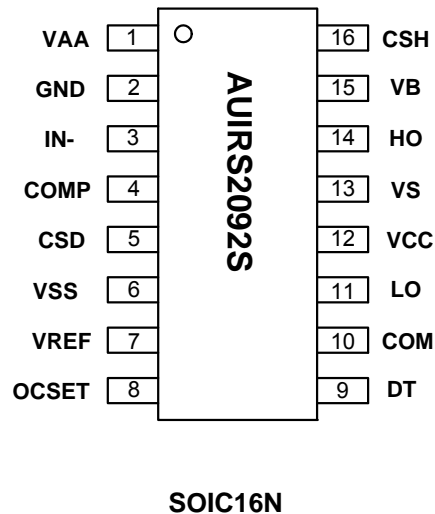 VAA 1 16 CSH
GND 2 15 VB
IN- 3 14 HO
COMP 4 13 VS
CSD 5 12 VCC
VSS 6 11 LO
VREF 7 10 COM
OCSET 8 9 DT
AUIRS2092S
SOIC16N